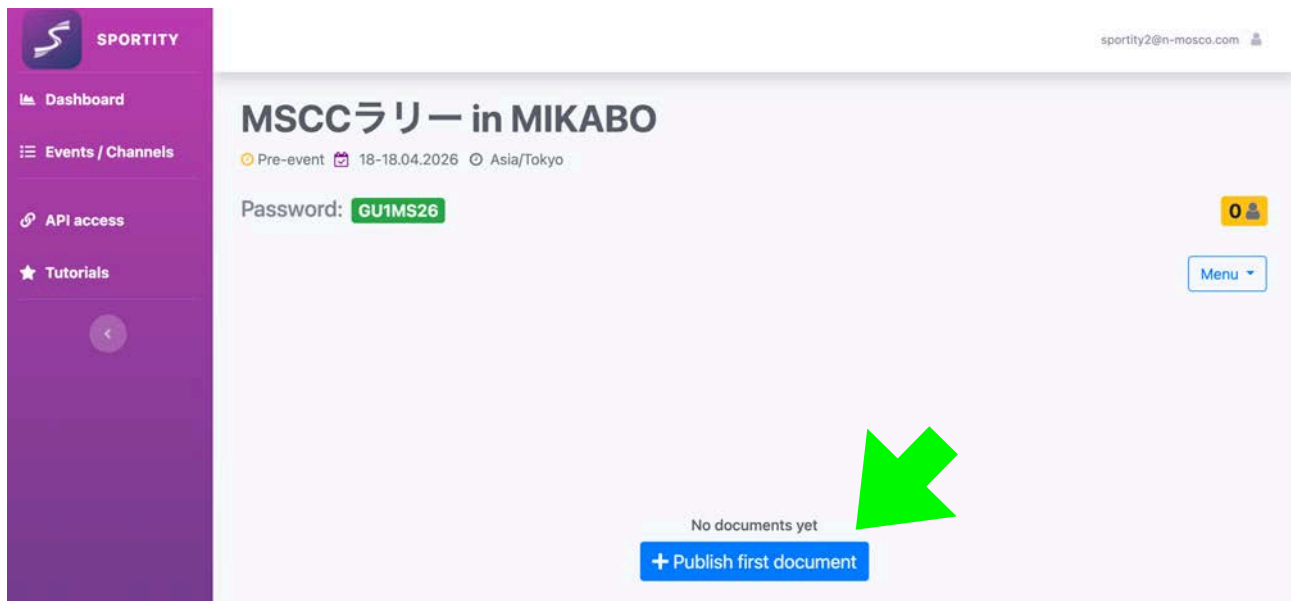 SPORTITY
sportity2@n-mosco.com
Dashboard
Events / Channels
API access
Tutorials
MSCCラリー in MIKABO
Pre-event 18-18.04.2026 Asia/Tokyo
Password: GU1MS26
0
Menu
No documents yet
+ Publish first document